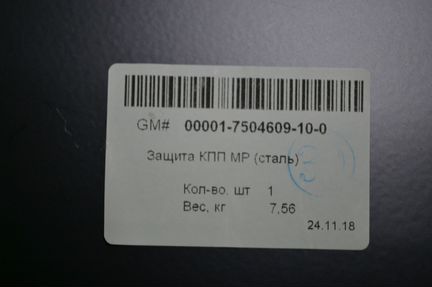 GM# 00001-7504609-10-0
Защита КПП МР (сталь)
Кол-во, шт 1
Вес, кг 7,56
24.11.18